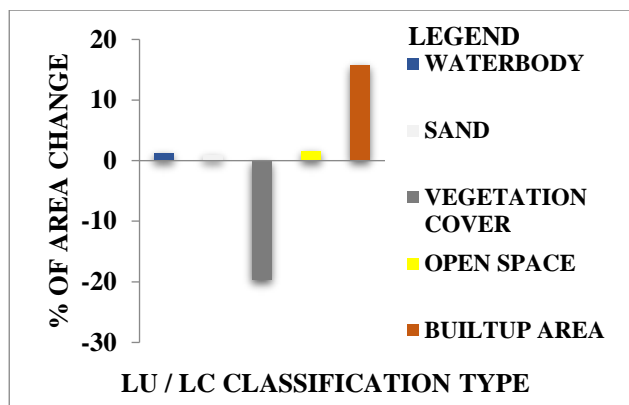 % OF AREA CHANGE
20
10
0
-10
-20
-30
LU / LC CLASSIFICATION TYPE
LEGEND
WATERBODY
SAND
VEGETATION
COVER
OPEN SPACE
BUILTUP AREA